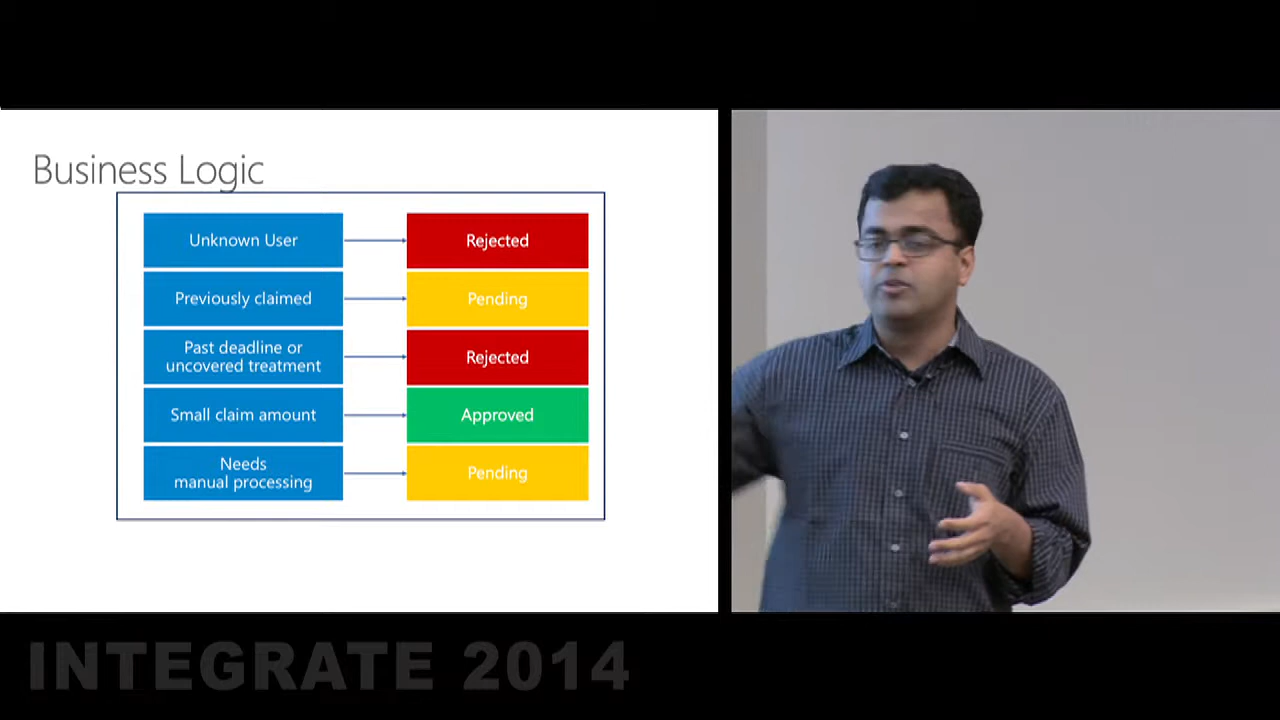 Business Logic
Unknown User
Rejected
Previously claimed
Pending
Past deadline or
uncovered treatment
Rejected
Small claim amount
Approved
Needs
manual processing
Pending
INTEGRATE 2014